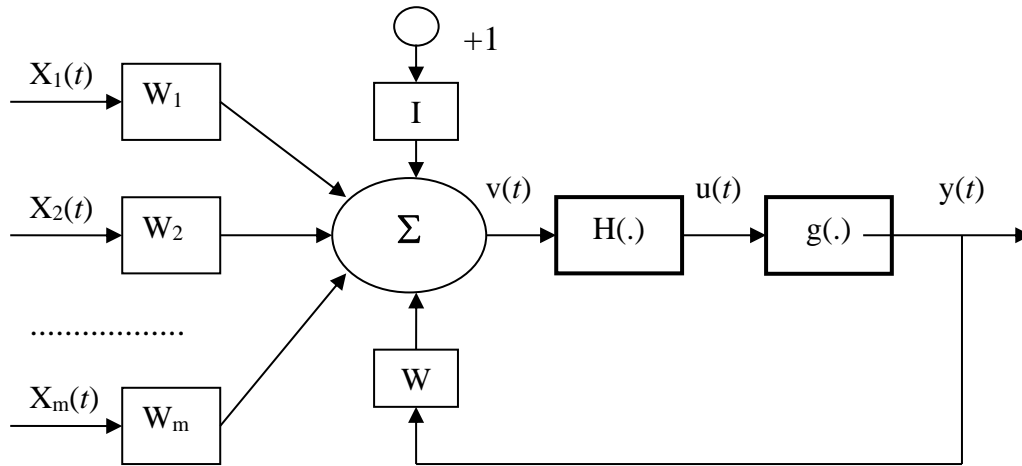 +1
X₁(t)
W₁
I
X₂(t)
W₂
Σ
v(t)
H(.)
u(t)
g(.)
y(t)
.................
W
Xₘ(t)
Wₘ